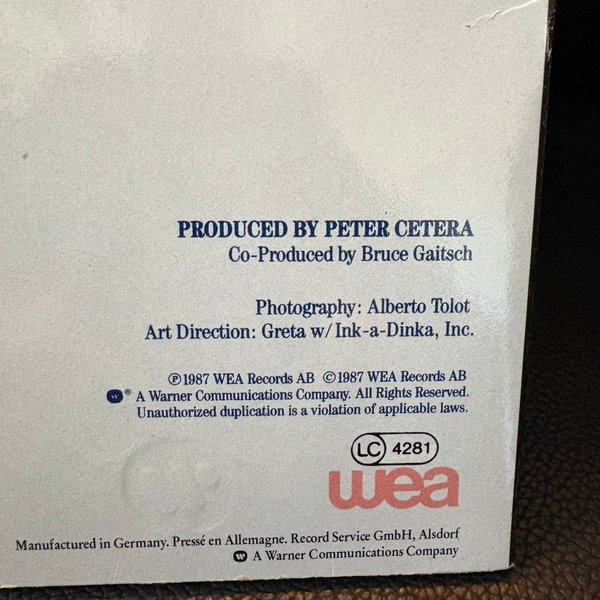 PRODUCED BY PETER CETERA
Co-Produced by Bruce Gaitsch
Photography: Alberto Tolot
Art Direction: Greta w/Ink-a-Dinka, Inc.
℗1987 WEA Records AB ©1987 WEA Records AB
® A Warner Communications Company. All Rights Reserved.
Unauthorized duplication is a violation of applicable laws.
LC 4281
wea
Manufactured in Germany. Pressé en Allemagne. Record Service GmbH, Alsdorf
A Warner Communications Company